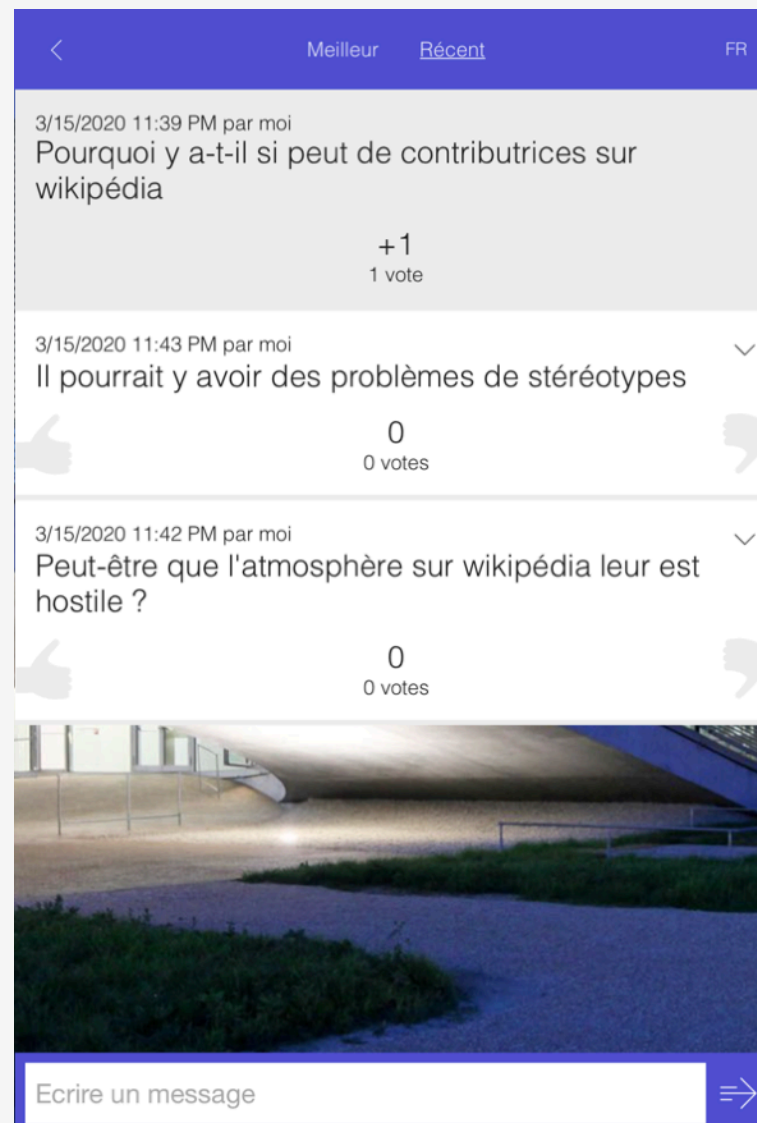 Meilleur Récent FR
3/15/2020 11:39 PM par moi
Pourquoi y a-t-il si peut de contributrices sur
wikipédia
+1
1 vote
3/15/2020 11:43 PM par moi
Il pourrait y avoir des problèmes de stéréotypes
0
0 votes
3/15/2020 11:42 PM par moi
Peut-être que l'atmosphère sur wikipédia leur est
hostile ?
0
0 votes
Ecrire un message